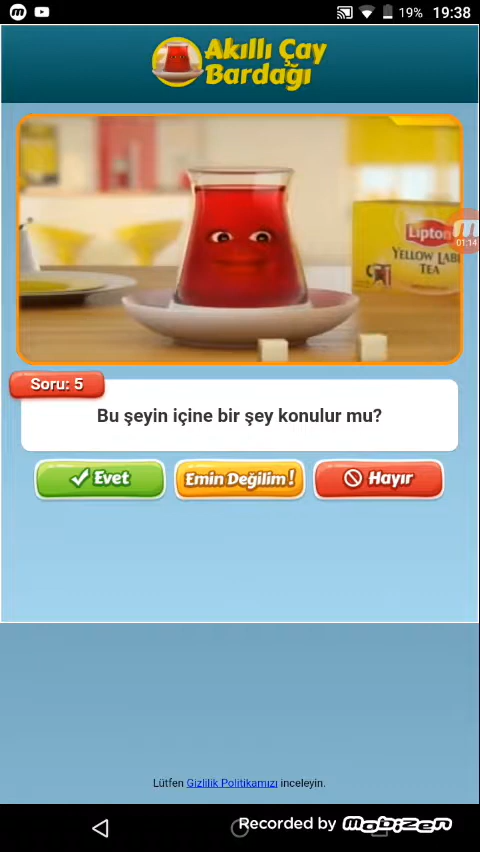 19%
19:38
Akıllı Çay
Bardağı
Lipton
YELLOW LABEL
TEA
01:14
Soru: 5
Bu şeyin içine bir şey konulur mu?
Evet
Emin Değilim!
Hayır
Lütfen Gizlilik Politikamızı inceleyin.
Recorded by Mobizen